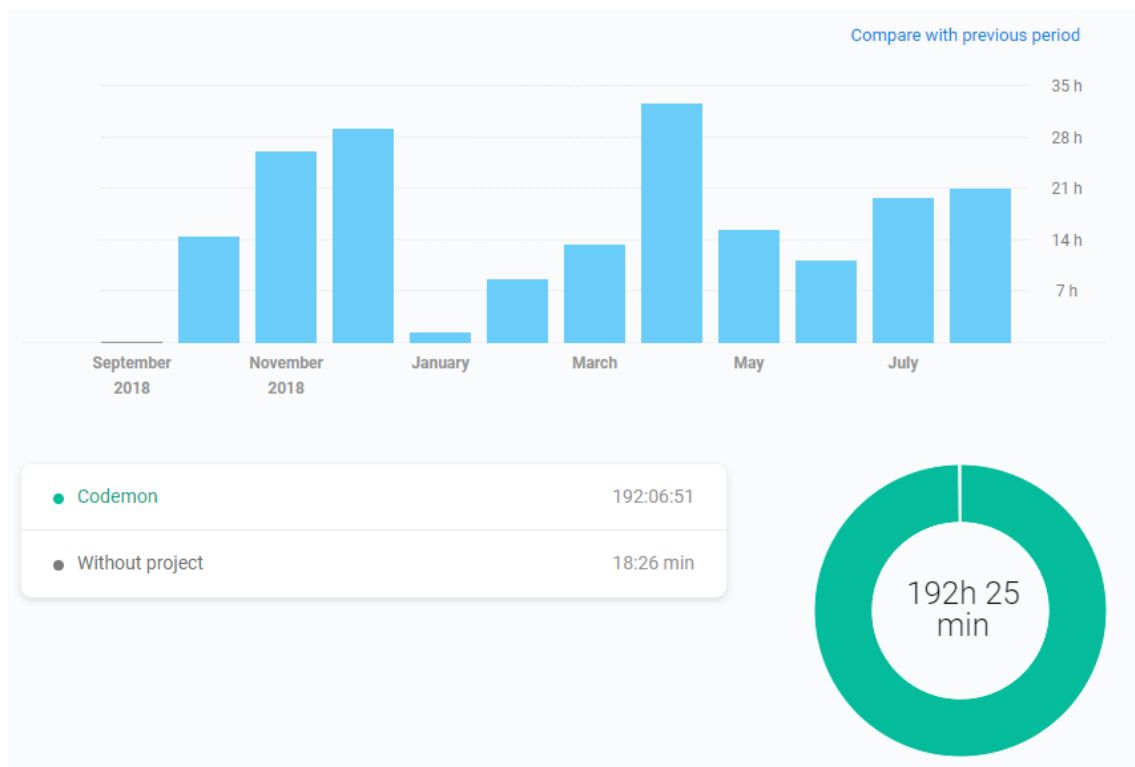 Compare with previous period
35 h
28 h
21 h
14 h
7 h
September November January March May July
2018 2018
Codemon 192:06:51
Without project 18:26 min
192h 25
min